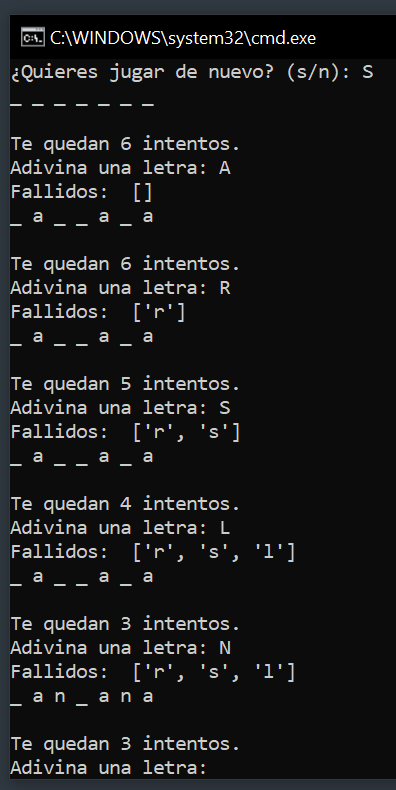 C:\WINDOWS\system32\cmd.exe
¿Quieres jugar de nuevo? (s/n): S
_ _ _ _ _ _ _
Te quedan 6 intentos.
Adivina una letra: A
Fallidos:  []
_ a _ _ a _ a
Te quedan 6 intentos.
Adivina una letra: R
Fallidos:  ['r']
_ a _ _ a _ a
Te quedan 5 intentos.
Adivina una letra: S
Fallidos:  ['r', 's']
_ a _ _ a _ a
Te quedan 4 intentos.
Adivina una letra: L
Fallidos:  ['r', 's', 'l']
_ a _ _ a _ a
Te quedan 3 intentos.
Adivina una letra: N
Fallidos:  ['r', 's', 'l']
_ a n _ a n a
Te quedan 3 intentos.
Adivina una letra: